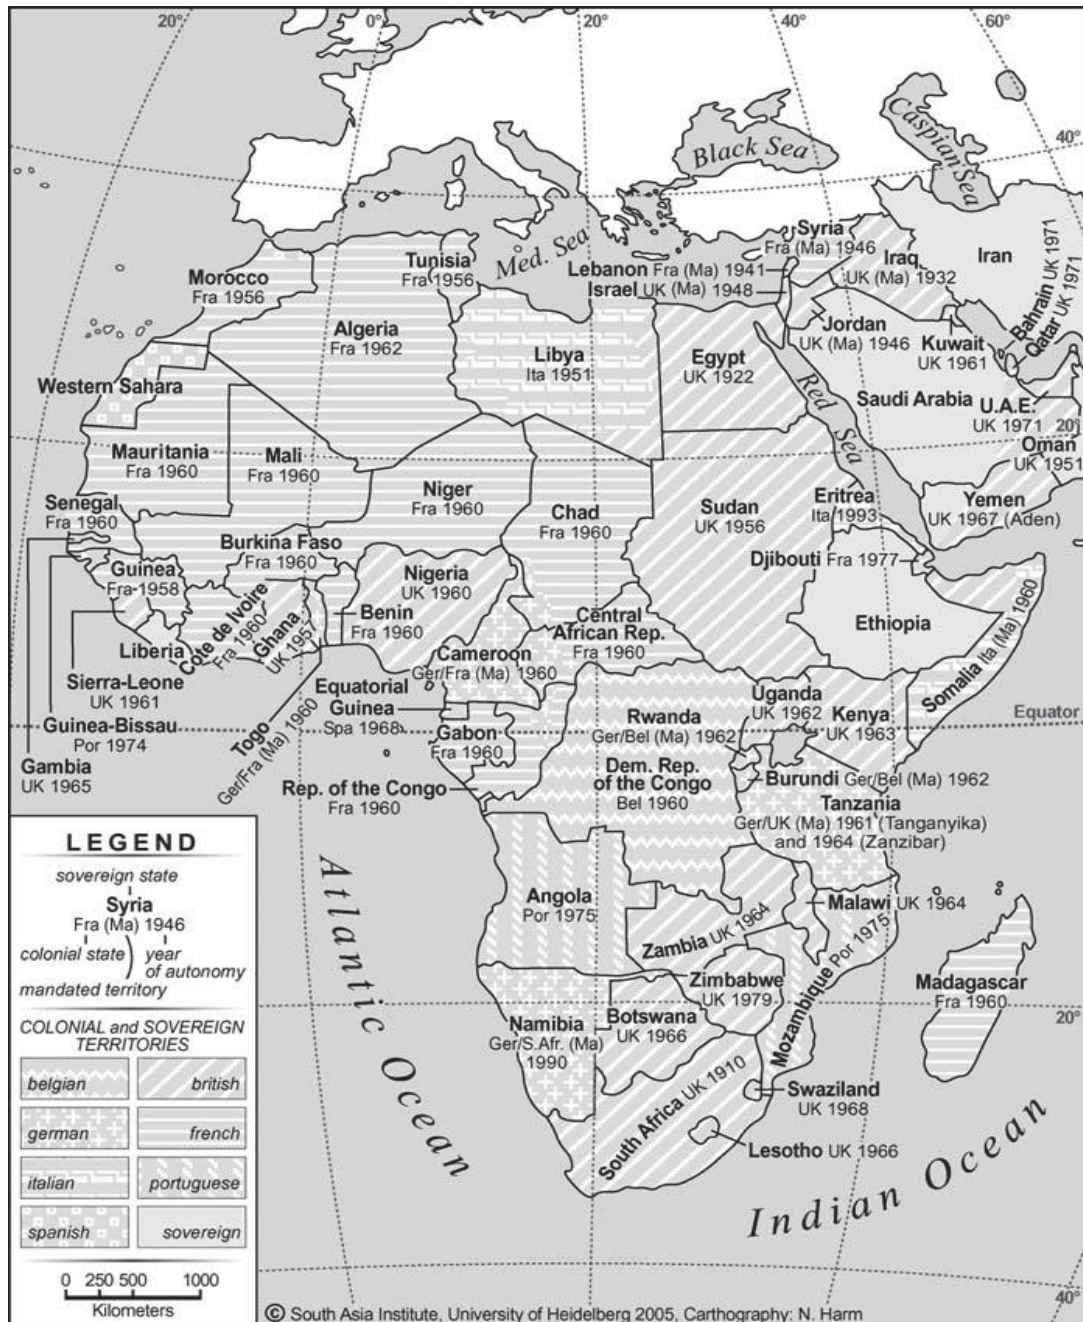 20°
0°
20°
40°
60°
Caspian Sea
40°
Black Sea
Med. Sea
Syria
Fra (Ma) 1946
Tunisia
Fra 1956
Lebanon Fra (Ma) 1941
Israel UK (Ma) 1948
Iraq
UK (Ma) 1932
Iran
Bahrain UK 1971
Qatar UK 1971
Morocco
Fra 1956
Algeria
Fra 1962
Libya
Ita 1951
Egypt
UK 1922
Jordan
UK (Ma) 1946
Kuwait
UK 1961
Western Sahara
Red Sea
Saudi Arabia
U.A.E.
UK 1971
20°
Oman
UK 1951
Mauritania
Fra 1960
Mali
Fra 1960
Niger
Fra 1960
Chad
Fra 1960
Sudan
UK 1956
Eritrea
Ita 1993
Yemen
UK 1967 (Aden)
Senegal
Fra 1960
Burkina Faso
Fra 1960
Djibouti Fra 1977
Guinea
Fra 1958
Nigeria
UK 1960
Benin
Fra 1960
Cote de Ivoire
Fra 1960
Ghana
UK 1957
Central
African Rep.
Fra 1960
Ethiopia
Somalia Ita (Ma) 1960
Liberia
Cameroon
Ger/Fra (Ma) 1960
Sierra-Leone
UK 1961
Equatorial
Guinea
Spa 1968
Uganda
UK 1962
Kenya
UK 1963
Equator
Guinea-Bissau
Por 1974
Togo
Ger/Fra (Ma) 1960
Gabon
Fra 1960
Rwanda
Ger/Bel (Ma) 1962
Gambia
UK 1965
Rep. of the Congo
Fra 1960
Dem. Rep.
of the Congo
Bel 1960
Burundi Ger/Bel (Ma) 1962
Tanzania
Ger/UK (Ma) 1961 (Tanganyika)
and 1964 (Zanzibar)
Atlantic Ocean
Angola
Por 1975
Zambia UK 1964
Malawi UK 1964
Mozambique Por 1975
Zimbabwe
UK 1979
Madagascar
Fra 1960
Namibia
Ger/S.Afr. (Ma)
1990
Botswana
UK 1966
20°
South Africa UK 1910
Swaziland
UK 1968
Lesotho UK 1966
Indian Ocean
40°
LEGEND
sovereign state
Syria
Fra (Ma) 1946
colonial state
year
of autonomy
mandated territory
COLONIAL and SOVEREIGN
TERRITORIES
belgian
british
german
french
italian
portuguese
spanish
sovereign
0 250 500 1000
Kilometers
© South Asia Institute, University of Heidelberg 2005, Carthography: N. Harm